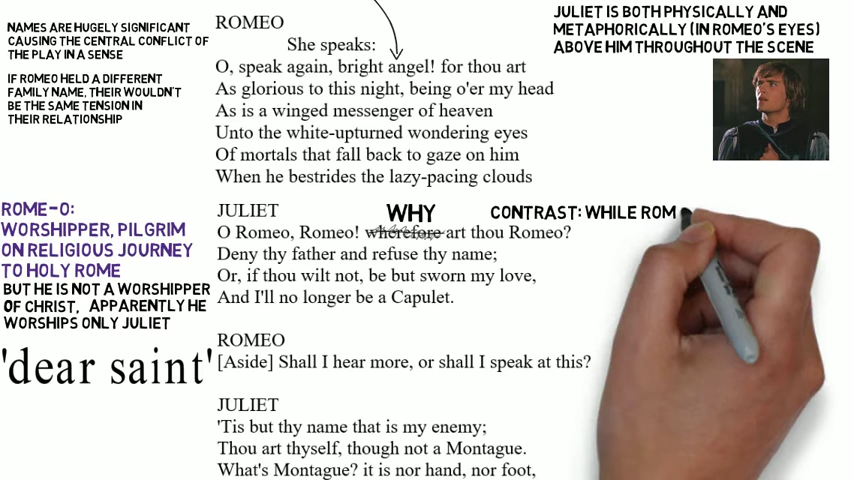 NAMES ARE HUGELY SIGNIFICANT
CAUSING THE CENTRAL CONFLICT OF
THE PLAY IN A SENSE
IF ROMEO HELD A DIFFERENT
FAMILY NAME, THEIR WOULDN'T
BE THE SAME TENSION IN
THEIR RELATIONSHIP
ROME-O:
WORSHIPPER, PILGRIM
ON RELIGIOUS JOURNEY
TO HOLY ROME
BUT HE IS NOT A WORSHIPPER
OF CHRIST, APPARENTLY HE
WORSHIPS ONLY JULIET
'dear saint'
ROMEO
She speaks:
O, speak again, bright angel! for thou art
As glorious to this night, being o'er my head
As is a winged messenger of heaven
Unto the white-upturned wondering eyes
Of mortals that fall back to gaze on him
When he bestrides the lazy-pacing clouds
JULIET
WHY
O Romeo, Romeo! wherefore art thou Romeo?
Deny thy father and refuse thy name;
Or, if thou wilt not, be but sworn my love,
And I'll no longer be a Capulet.
ROMEO
[Aside] Shall I hear more, or shall I speak at this?
JULIET
'Tis but thy name that is my enemy;
Thou art thyself, though not a Montague.
What's Montague? it is nor hand, nor foot,
JULIET IS BOTH PHYSICALLY AND
METAPHORICALLY (IN ROMEO'S EYES)
ABOVE HIM THROUGHOUT THE SCENE
CONTRAST: WHILE ROM